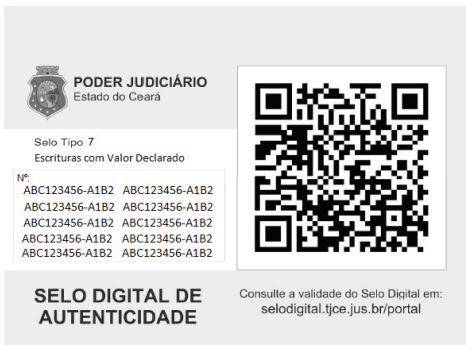 PODER JUDICIÁRIO
Estado do Ceará
Selo Tipo 7
Escrituras com Valor Declarado
Nº:
ABC123456-A1B2 ABC123456-A1B2
ABC123456-A1B2 ABC123456-A1B2
ABC123456-A1B2 ABC123456-A1B2
ABC123456-A1B2 ABC123456-A1B2
ABC123456-A1B2 ABC123456-A1B2
SELO DIGITAL DE
AUTENTICIDADE
Consulte a validade do Selo Digital em:
selodigital.tjce.jus.br/portal